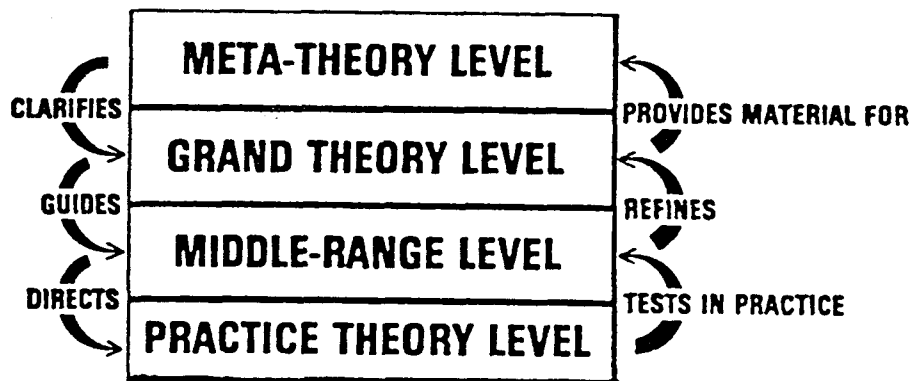 META-THEORY LEVEL
CLARIFIES
PROVIDES MATERIAL FOR
GRAND THEORY LEVEL
GUIDES
REFINES
MIDDLE-RANGE LEVEL
DIRECTS
TESTS IN PRACTICE
PRACTICE THEORY LEVEL